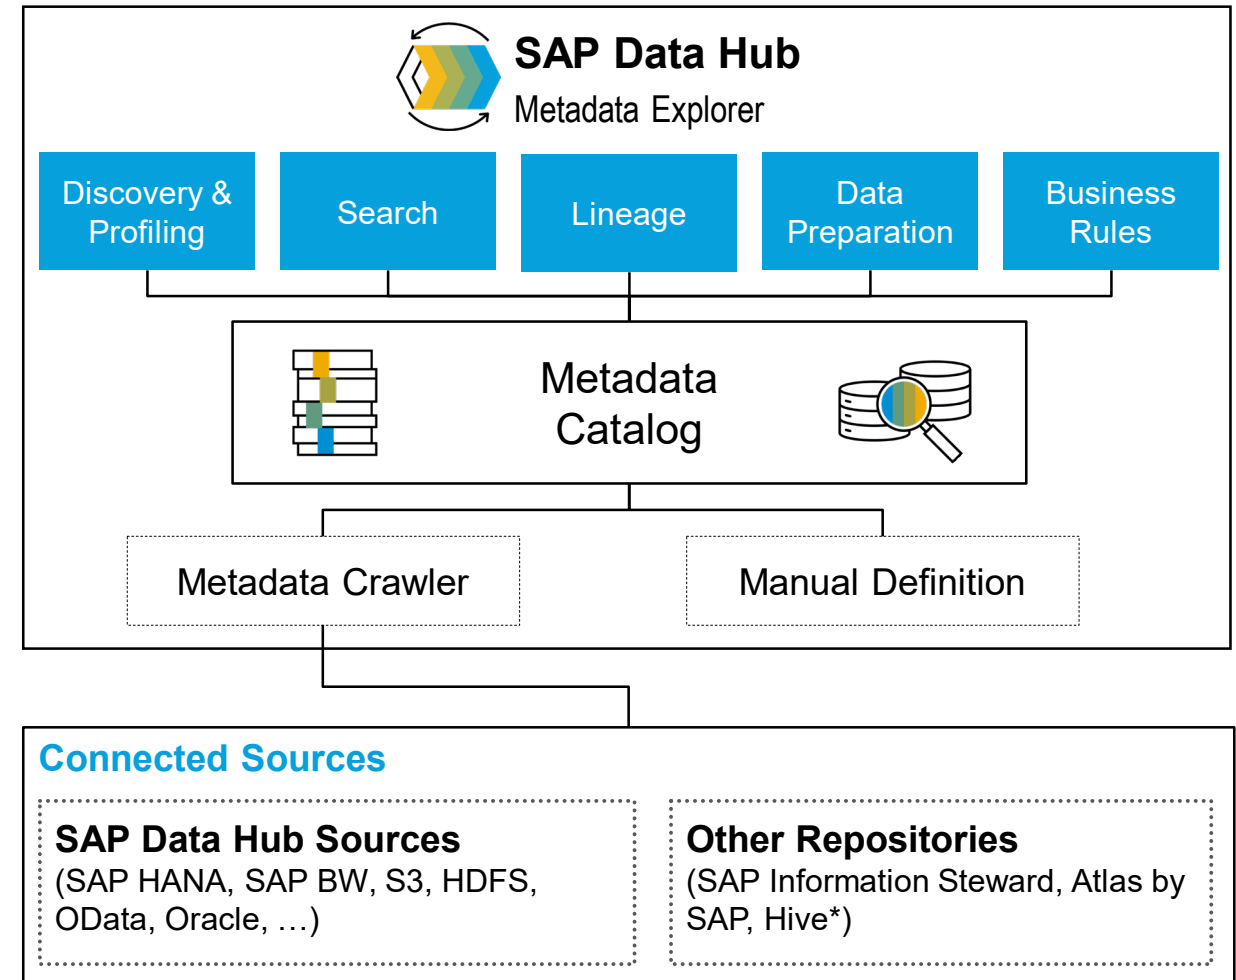 SAP Data Hub
Metadata Explorer
Discovery &
Profiling
Search
Lineage
Data
Preparation
Business
Rules
Metadata
Catalog
Metadata Crawler
Manual Definition
Connected Sources
SAP Data Hub Sources
(SAP HANA, SAP BW, S3, HDFS,
OData, Oracle, …)
Other Repositories
(SAP Information Steward, Atlas by
SAP, Hive*)